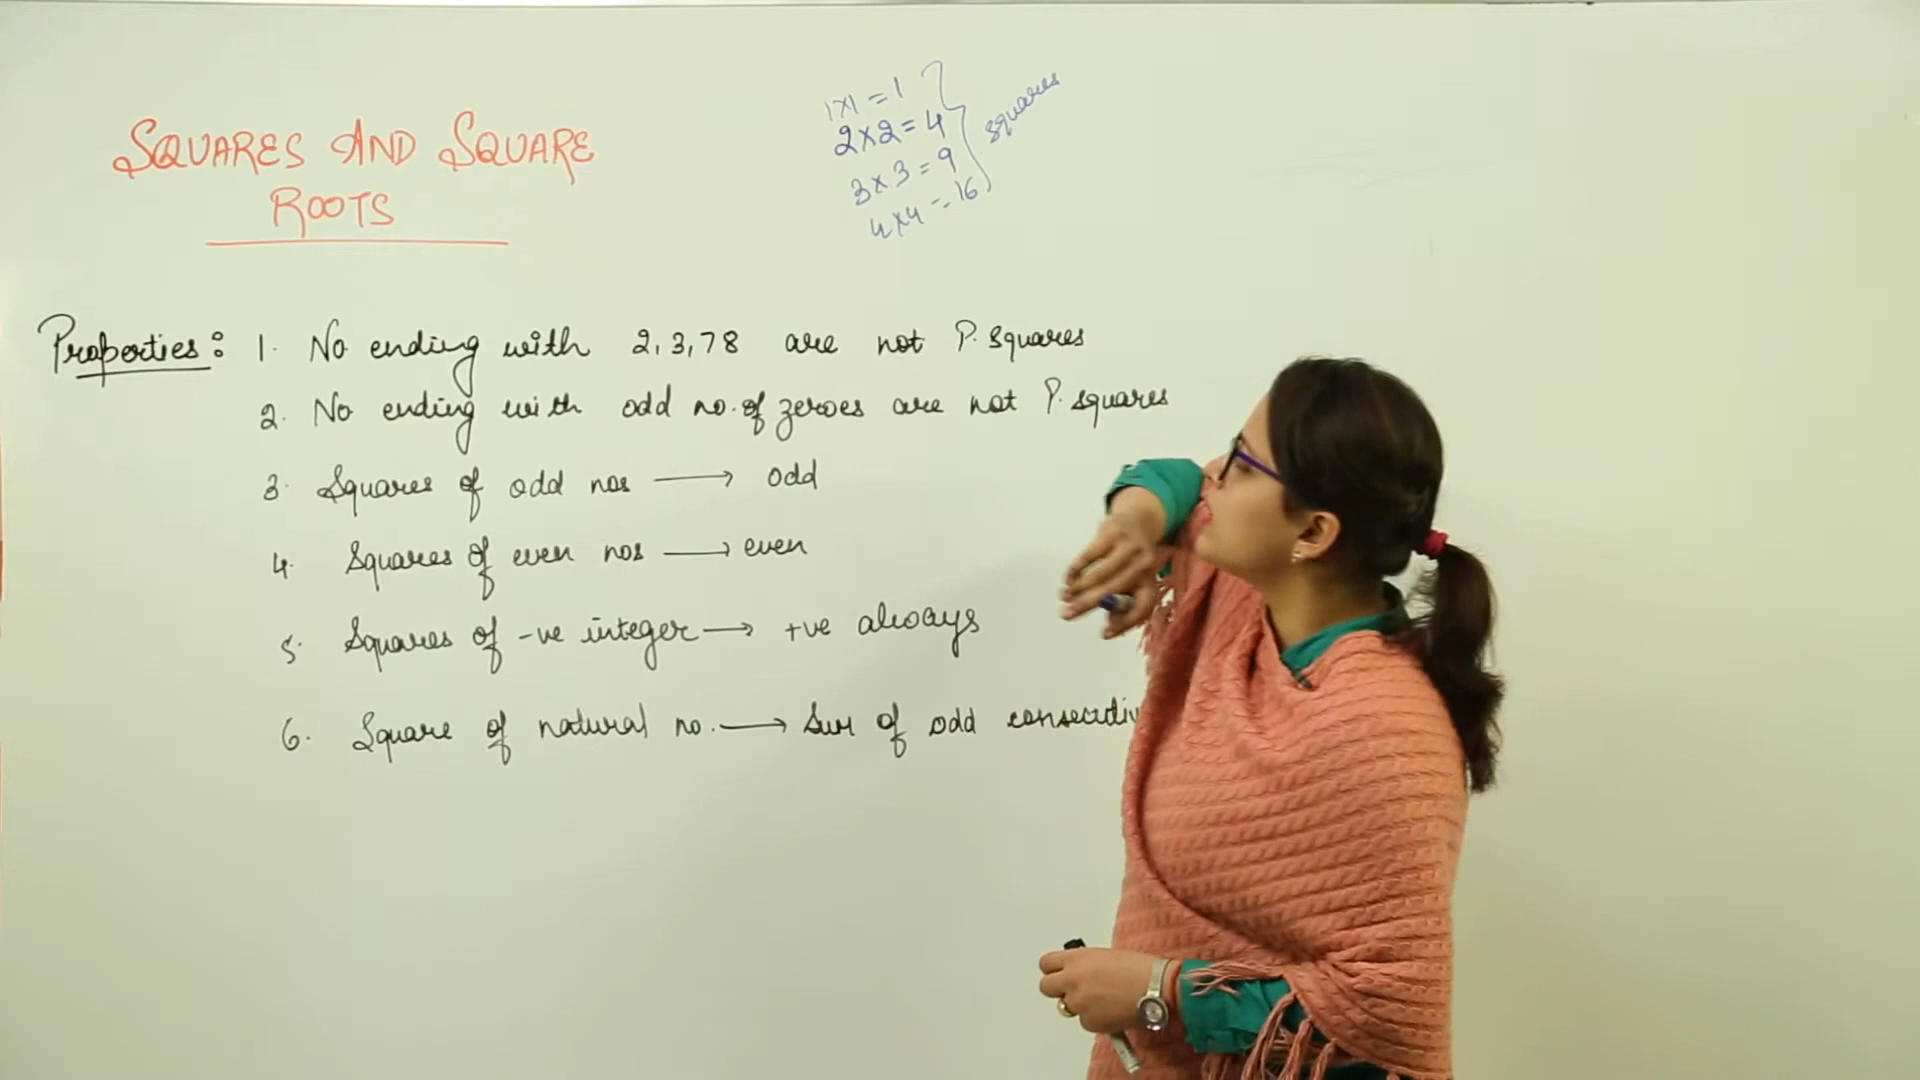 SQUARES AND SQUARE
ROOTS
1×1 = 1
2×2 = 4
3×3 = 9
4×4 = 16
squares
Properties: 1. No. ending with 2, 3, 78 are not P. squares
2. No ending with odd no. of zeroes are not P. squares
3. Squares of odd nos → odd
4. Squares of even nos → even
5. Squares of -ve integer → +ve always
6. Square of natural no. → Sum of odd